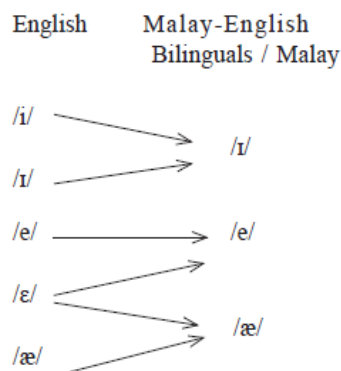 English Malay-English
Bilinguals / Malay
/i/
/ɪ/
/ɪ/
/e/ /e/
/ɛ/
/æ/
/æ/